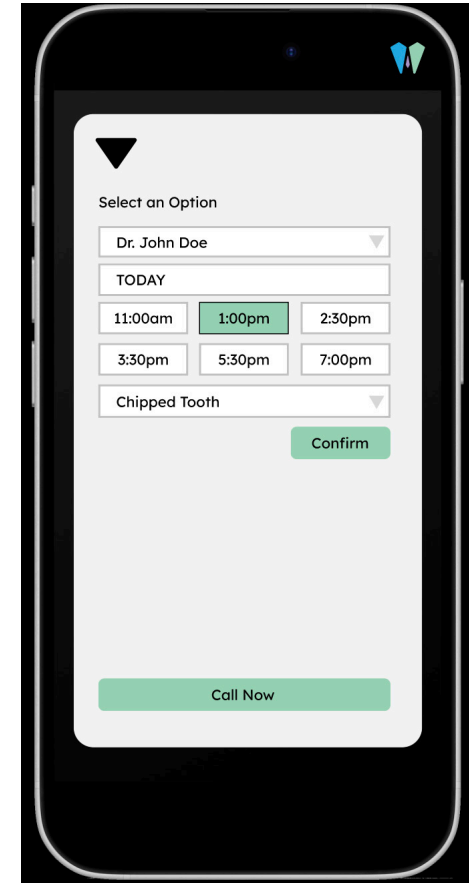 Select an Option
Dr. John Doe
TODAY
11:00am 1:00pm 2:30pm
3:30pm 5:30pm 7:00pm
Chipped Tooth
Confirm
Call Now